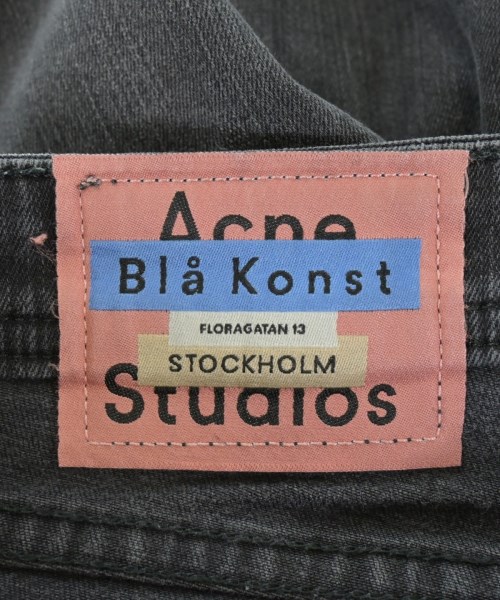 Acne
Blå Konst
FLORAGATAN 13
STOCKHOLM
Studios